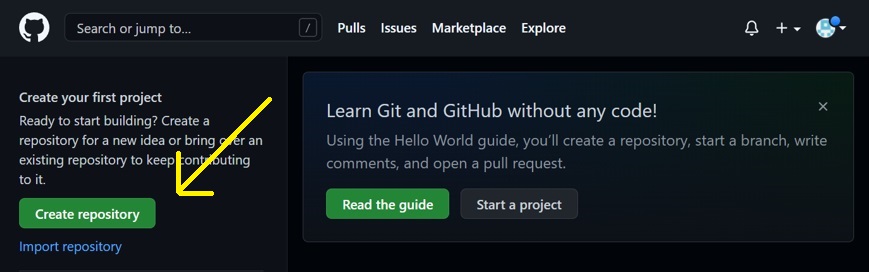 Search or jump to... /
Pulls Issues Marketplace Explore
Create your first project
Ready to start building? Create a
repository for a new idea or bring over an
existing repository to keep contributing
to it.
Create repository
Import repository
Learn Git and GitHub without any code!
Using the Hello World guide, you’ll create a repository, start a branch, write
comments, and open a pull request.
Read the guide Start a project